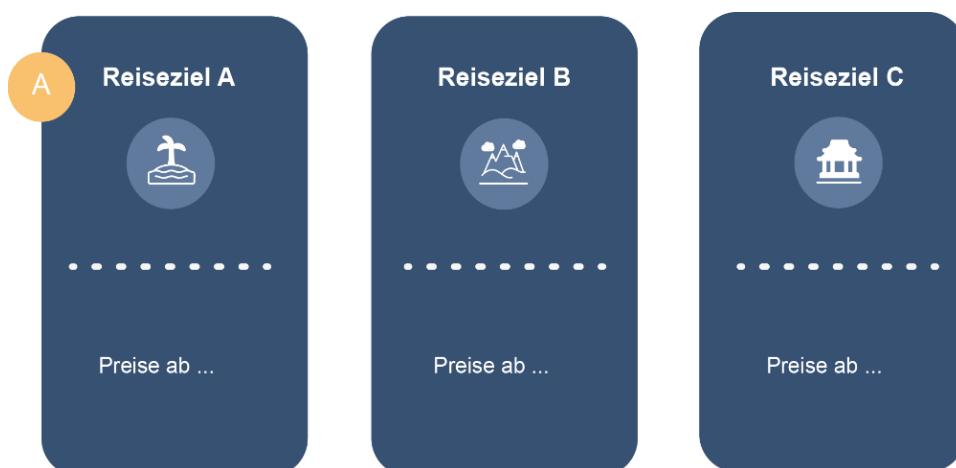 A
Reiseziel A
Reiseziel B
Reiseziel C
Preise ab ...
Preise ab ...
Preise ab ...